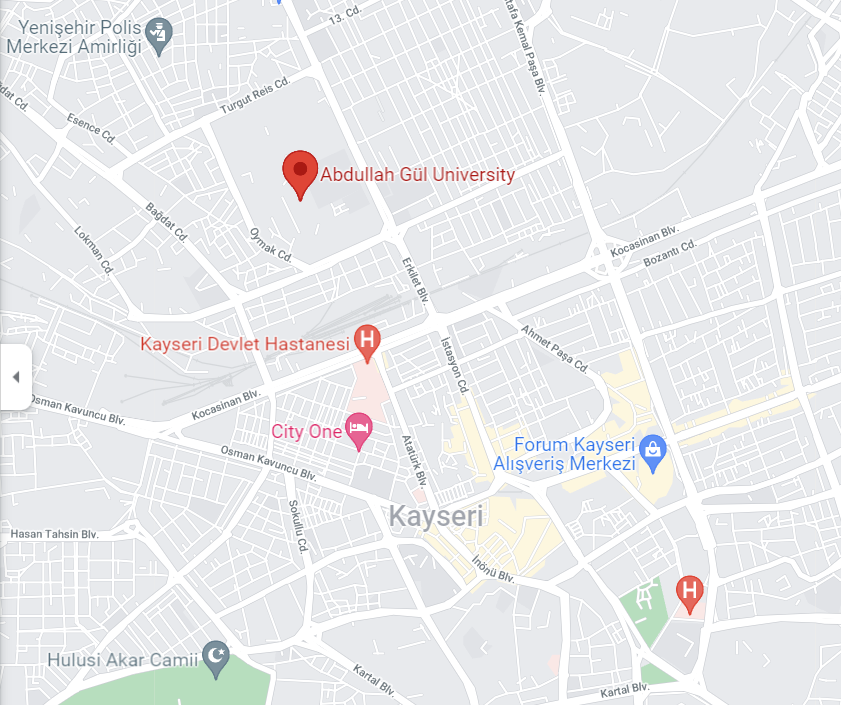 13. Cd.
tafa Kemal Paşa Blv.
Yenişehir Polis
Merkezi Amirliği
Turgut Reis Cd.
dat Cd.
Esence Cd.
Abdullah Gül University
Bağdat Cd.
Oymak Cd.
Lokman Cd.
Kocasinan Blv.
Bozantı Cd.
Erkilet Blv.
Kayseri Devlet Hastanesi
H
İstasyon Cd.
Ahmet Paşa Cd.
Kocasinan Blv.
Osman Kavuncu Blv.
City One
Atatürk Blv.
Forum Kayseri
Alışveriş Merkezi
Osman Kavuncu Blv.
Sokullu Cd.
Kayseri
Hasan Tahsin Blv.
İnönü Blv.
H
Hulusi Akar Camii
Kartal Blv.
Kartal Blv.